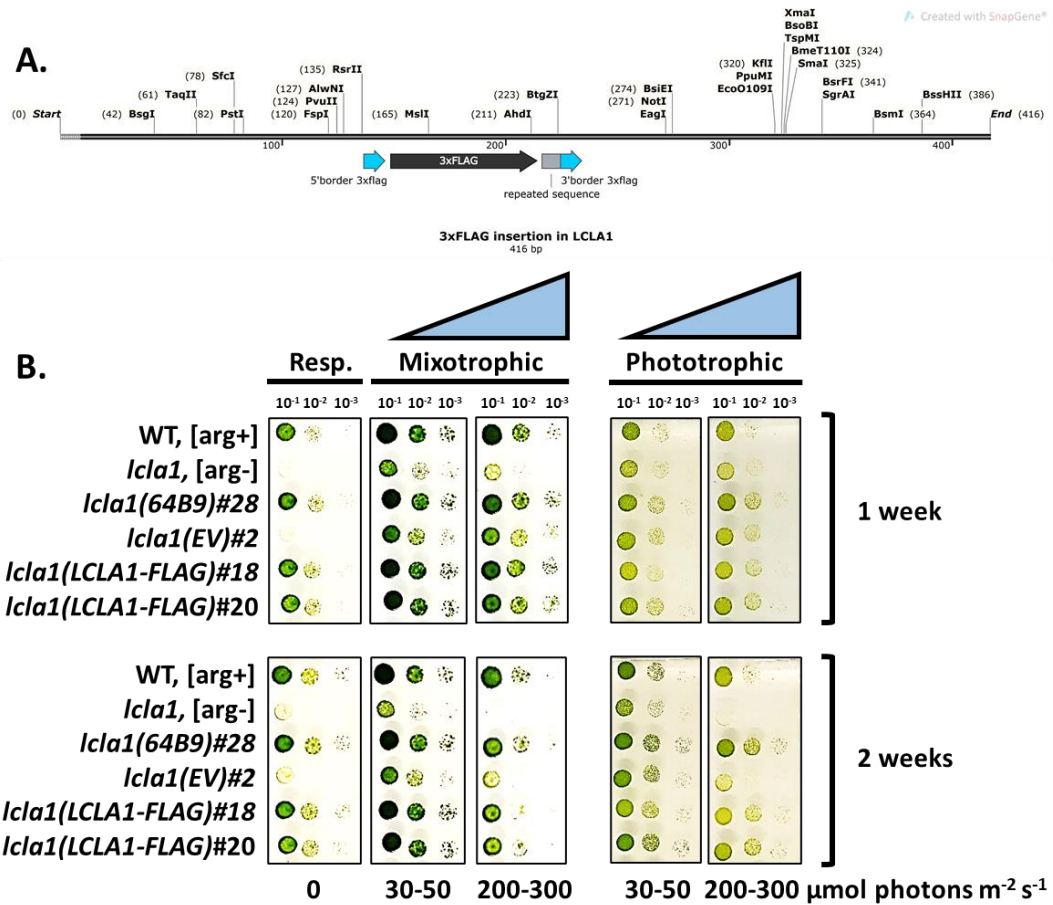 Created with SnapGene®
A.
XmaI
BsoBI
TspMI
BmeT110I (324)
(135) RsrII
(78) SfcI
(320) KflI
SmaI (325)
PpuMI
(61) TaqII
(127) AlwNI
(223) BtgZI
(274) BsiEI
BsrFI (341)
(124) PvuII
(271) NotI
EcoO109I
SgrAI
BssHII (386)
(0) Start
(42) BsgI
(82) PstI
(120) FspI
(165) MslI
(211) AhdI
EagI
BsmI (364)
End (416)
100 200 300 400
3xFLAG
5'border 3xflag
3'border 3xflag
repeated sequence
3xFLAG insertion in LCLA1
416 bp
B.
Resp. Mixotrophic Phototrophic
10-1 10-2 10-3 10-1 10-2 10-3 10-1 10-2 10-3 10-1 10-2 10-3 10-1 10-2 10-3
WT, [arg+]
lcla1, [arg-]
lcla1(64B9)#28
lcla1(EV)#2
lcla1(LCLA1-FLAG)#18
lcla1(LCLA1-FLAG)#20
1 week
WT, [arg+]
lcla1, [arg-]
lcla1(64B9)#28
lcla1(EV)#2
lcla1(LCLA1-FLAG)#18
lcla1(LCLA1-FLAG)#20
2 weeks
0 30-50 200-300 30-50 200-300 µmol photons m-2 s-1